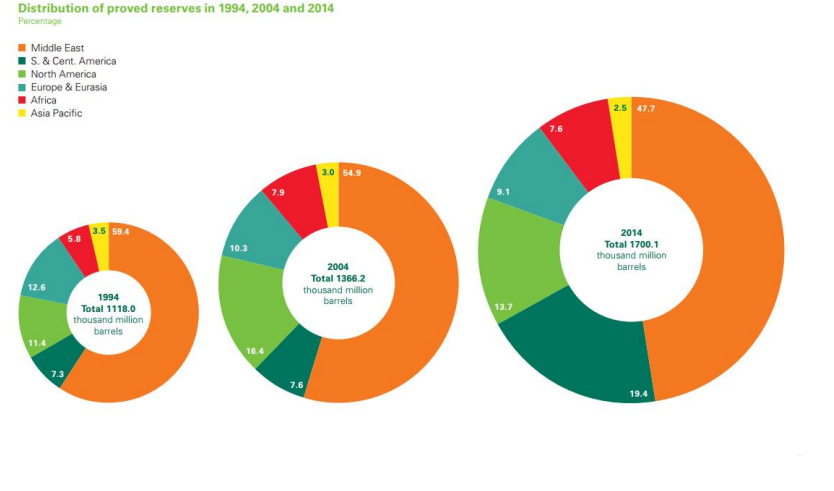 Distribution of proved reserves in 1994, 2004 and 2014
Percentage
Middle East
S. & Cent. America
North America
Europe & Eurasia
Africa
Asia Pacific
59.4
7.3
11.4
12.6
5.8
3.5
1994
Total 1118.0
thousand million
barrels
54.9
7.6
16.4
10.3
7.9
3.0
2004
Total 1366.2
thousand million
barrels
47.7
19.4
13.7
9.1
7.6
2.5
2014
Total 1700.1
thousand million
barrels